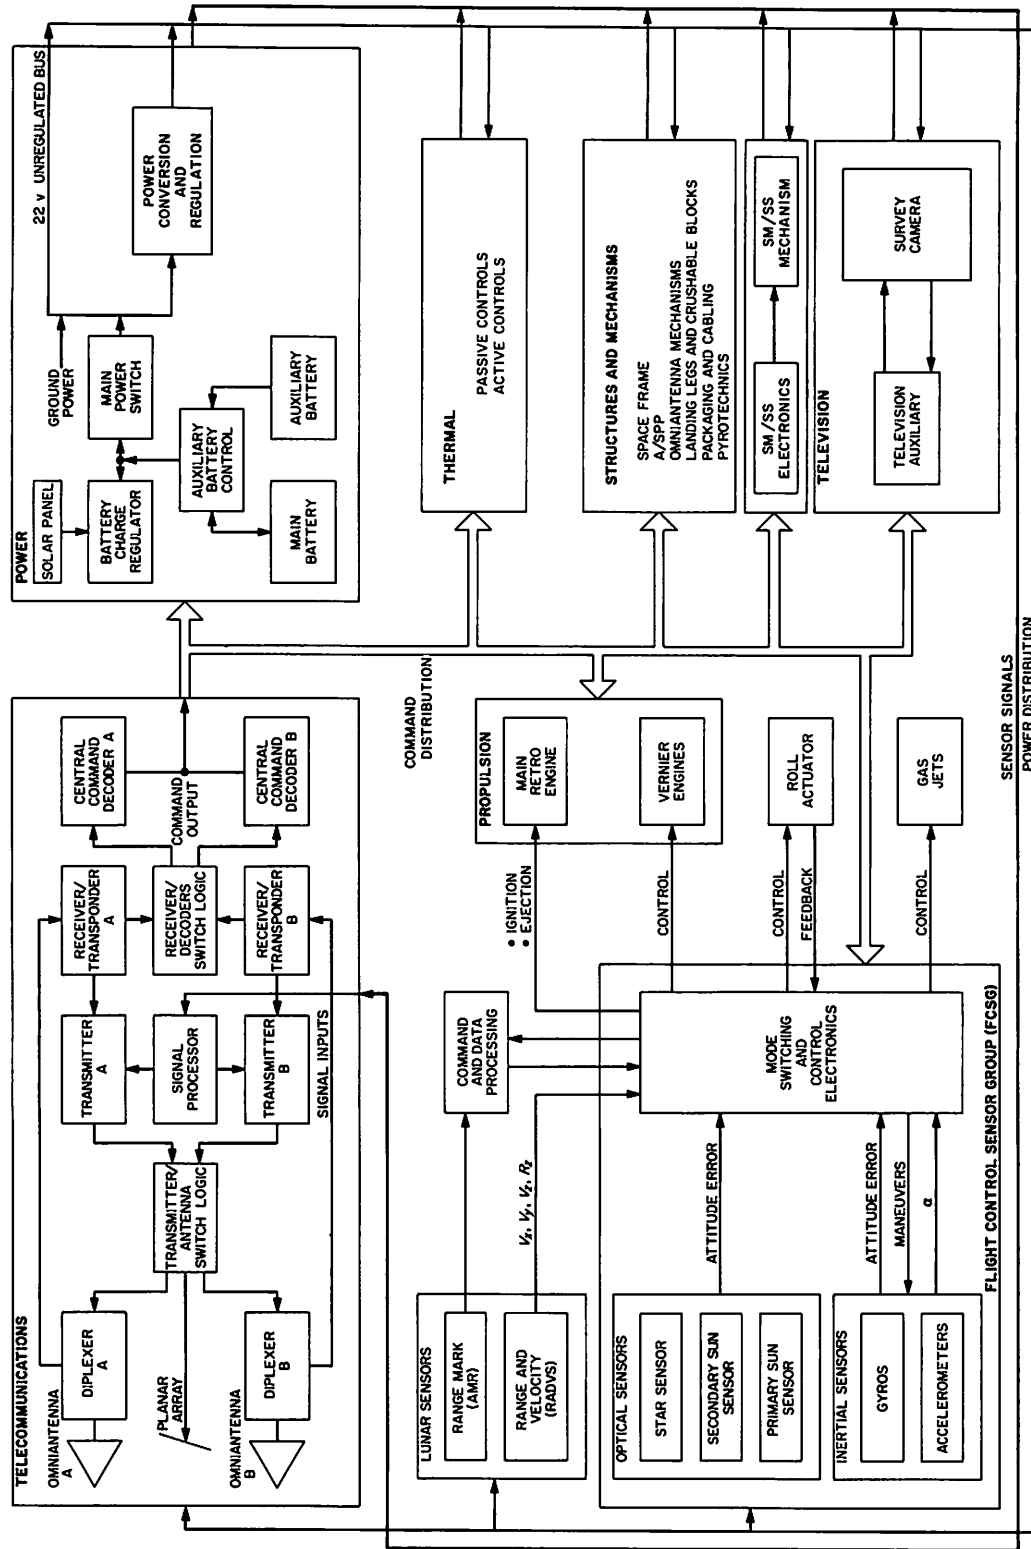 TELECOMMUNICATIONS
OMNIANTENNA
A
DIPLEXER
A
PLANAR
ARRAY
OMNIANTENNA
B
DIPLEXER
B
TRANSMITTER/
ANTENNA
SWITCH LOGIC
TRANSMITTER
A
SIGNAL
PROCESSOR
TRANSMITTER
B
SIGNAL INPUTS
RECEIVER/
TRANSPONDER
A
RECEIVER/
DECODERS
SWITCH LOGIC
RECEIVER/
TRANSPONDER
B
CENTRAL
COMMAND
DECODER A
COMMAND
OUTPUT
CENTRAL
COMMAND
DECODER B
POWER
SOLAR PANEL
BATTERY
CHARGE
REGULATOR
MAIN
BATTERY
AUXILIARY
BATTERY
CONTROL
AUXILIARY
BATTERY
GROUND
POWER
MAIN
POWER
SWITCH
22 v UNREGULATED BUS
POWER
CONVERSION
AND
REGULATION
COMMAND
DISTRIBUTION
LUNAR SENSORS
RANGE MARK
(AMR)
RANGE AND
VELOCITY
(RADVS)
Vx, Vy, Vz, Rz
COMMAND
AND DATA
PROCESSING
• IGNITION
• EJECTION
PROPULSION
MAIN
RETRO
ENGINE
VERNIER
ENGINES
CONTROL
ROLL
ACTUATOR
CONTROL
FEEDBACK
GAS
JETS
CONTROL
OPTICAL SENSORS
STAR SENSOR
SECONDARY SUN
SENSOR
PRIMARY SUN
SENSOR
ATTITUDE ERROR
INERTIAL SENSORS
GYROS
ACCELEROMETERS
ATTITUDE ERROR
MANEUVERS
α
MODE
SWITCHING
AND
CONTROL
ELECTRONICS
FLIGHT CONTROL SENSOR GROUP (FCSG)
THERMAL
PASSIVE CONTROLS
ACTIVE CONTROLS
STRUCTURES AND MECHANISMS
SPACE FRAME
A/SPP
OMNIANTENNA MECHANISMS
LANDING LEGS AND CRUSHABLE BLOCKS
PACKAGING AND CABLING
PYROTECHNICS
SM/SS
ELECTRONICS
SM/SS
MECHANISM
TELEVISION
TELEVISION
AUXILIARY
SURVEY
CAMERA
SENSOR SIGNALS
POWER DISTRIBUTION